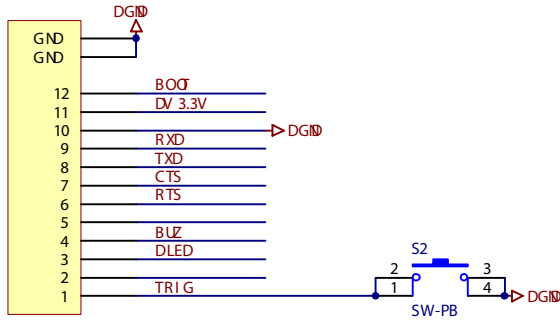 DGND
GND
GND
12 BOOT
11 DV 3.3V
10 DGND
9 RXD
8 TXD
7 CTS
6 RTS
5
4 BUZ
3 DLED
2
1 TRIG
S2
2 3
1 4
DGND
SW-PB